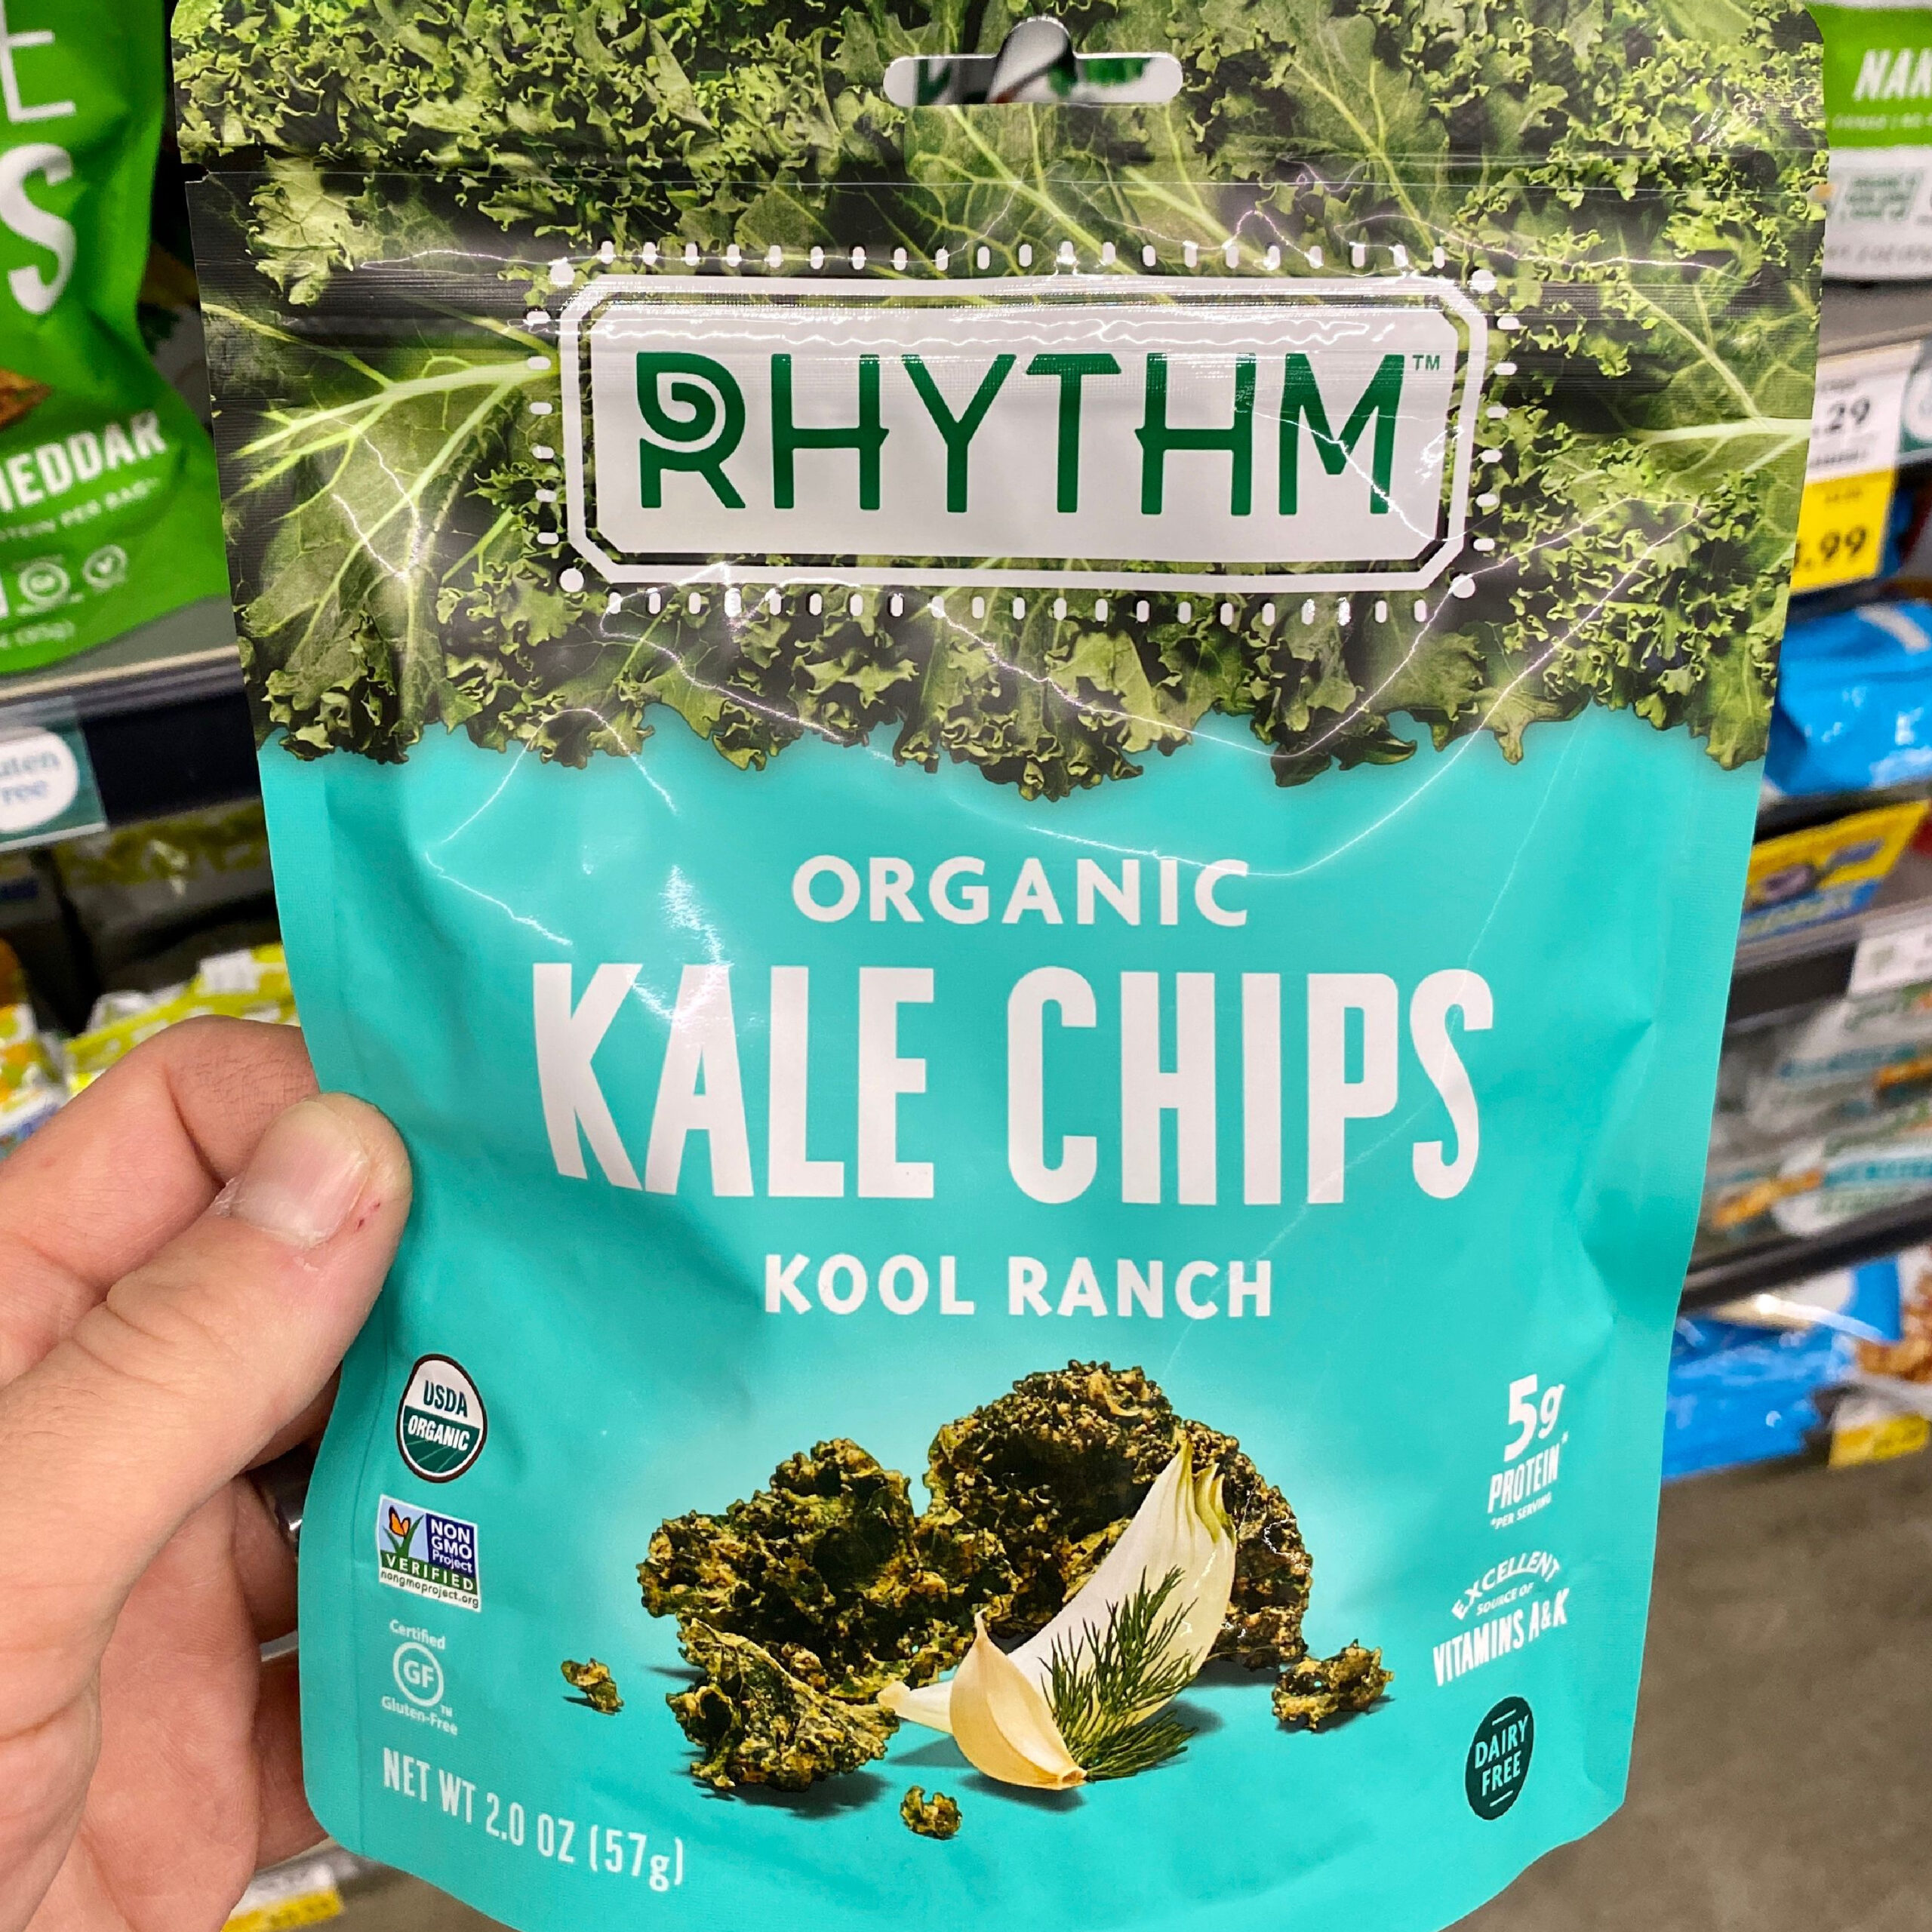 RHYTHM™
ORGANIC
KALE CHIPS
KOOL RANCH
USDA
ORGANIC
NON
GMO
Project
VERIFIED
nongmoproject.org
Certified
GF
TM
Gluten-Free
NET WT 2.0 OZ (57g)
5g
PROTEIN*
*PER SERVING
EXCELLENT
SOURCE OF
VITAMINS A&K
DAIRY
FREE
.29
.99